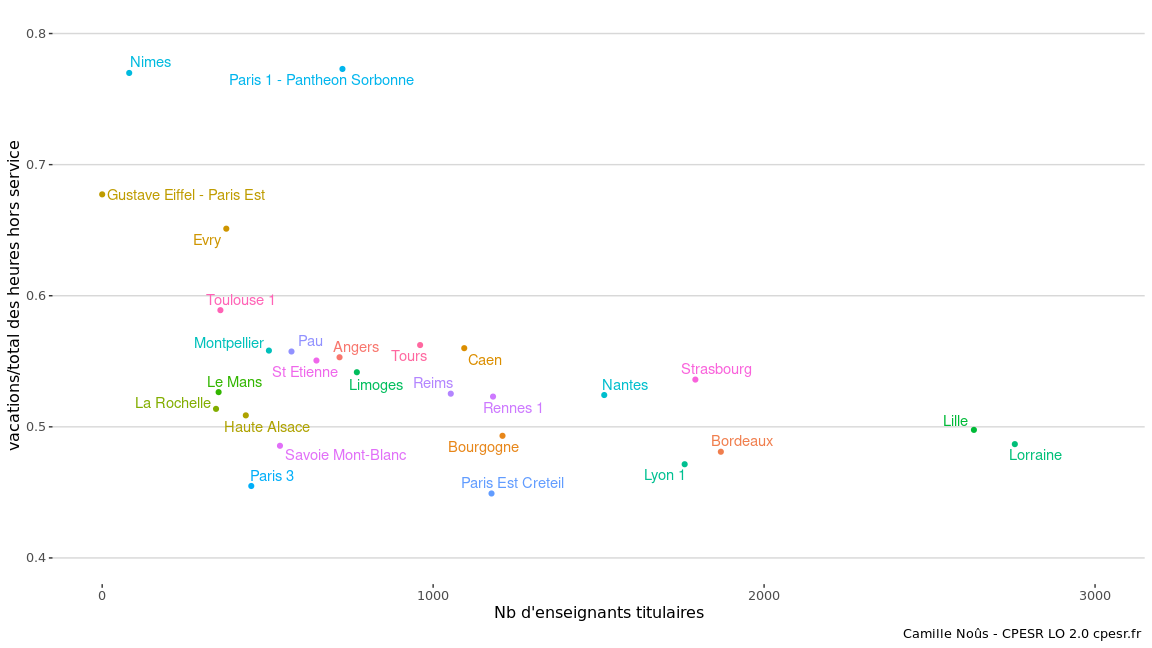 0.8
Nimes
Paris 1 - Pantheon Sorbonne
0.7
Gustave Eiffel - Paris Est
Evry
0.6
Toulouse 1
Montpellier
Pau
Angers
Tours
Caen
St Etienne
Strasbourg
Le Mans
Limoges
Reims
Nantes
La Rochelle
Rennes 1
Haute Alsace
0.5
Lille
Bourgogne
Bordeaux
Savoie Mont-Blanc
Lorraine
Paris 3
Lyon 1
Paris Est Creteil
0.4
vacations/total des heures hors service
0 1000 2000 3000
Nb d'enseignants titulaires
Camille Noûs - CPESR LO 2.0 cpesr.fr